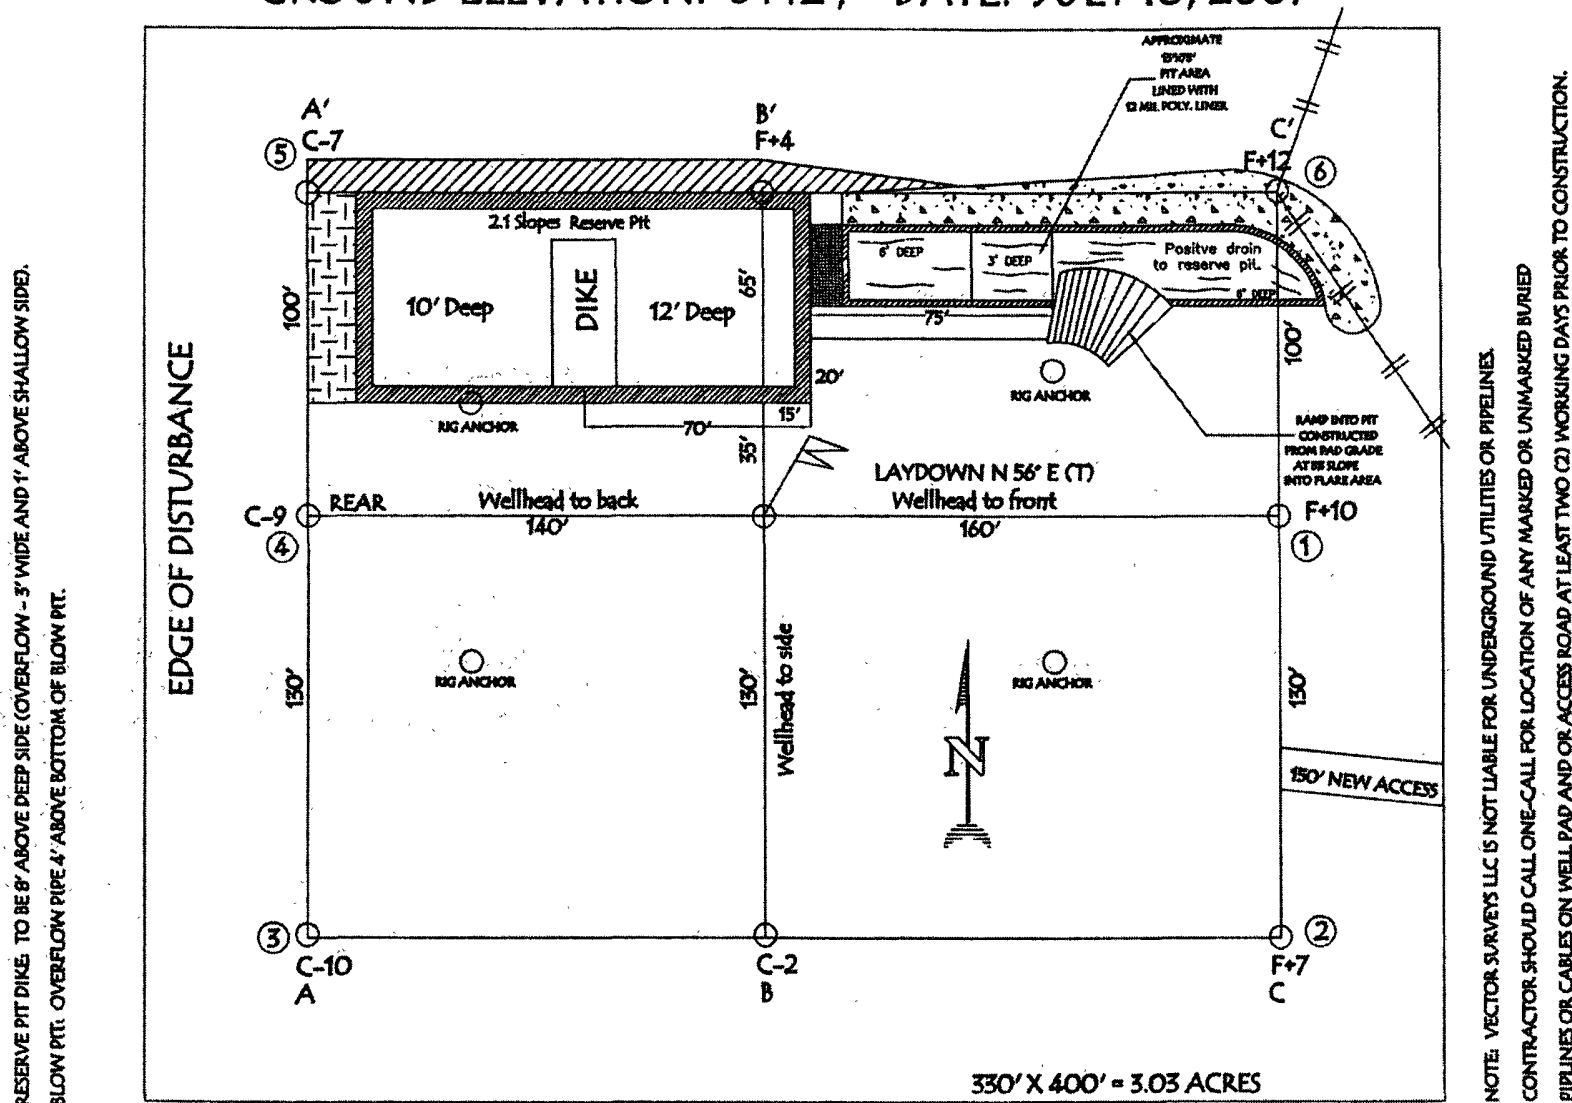 APPROXIMATE
PIT AREA
LINED WITH
12 MIL. POLY. LINER
A'
C-7
5
B'
F+4
C'
F+12
6
2.1 Slopes Reserve Pit
10' Deep
DIKE
12' Deep
65'
100'
6' DEEP
3' DEEP
Positve drain
to reserve pit.
6' DEEP
75'
100'
20'
15'
70'
35'
RIG ANCHOR
RIG ANCHOR
RAMP INTO PIT
CONSTRUCTED
FROM PAD GRADE
SLOPE
INTO FLARE AREA
LAYDOWN N 56° E (T)
C-9
4
REAR
Wellhead to back
140'
Wellhead to front
160'
F+10
1
130'
130'
Wellhead to side
130'
RIG ANCHOR
RIG ANCHOR
N
150' NEW ACCESS
3
C-10
A
C-2
B
2
F+7
C
330' X 400' = 3.03 ACRES
EDGE OF DISTURBANCE
RESERVE PIT DIKE: TO BE 8' ABOVE DEEP SIDE (OVERFLOW - 3' WIDE AND 1' ABOVE SHALLOW SIDE).
BLOW PIT: OVERFLOW PIPE 4' ABOVE BOTTOM OF BLOW PIT.
NOTE: VECTOR SURVEYS LLC IS NOT LIABLE FOR UNDERGROUND UTILITIES OR PIPELINES.
CONTRACTOR SHOULD CALL ONE-CALL FOR LOCATION OF ANY MARKED OR UNMARKED BURIED
PIPLINES OR CABLES ON WELL PAD AND OR ACCESS ROAD AT LEAST TWO (2) WORKING DAYS PRIOR TO CONSTRUCTION.